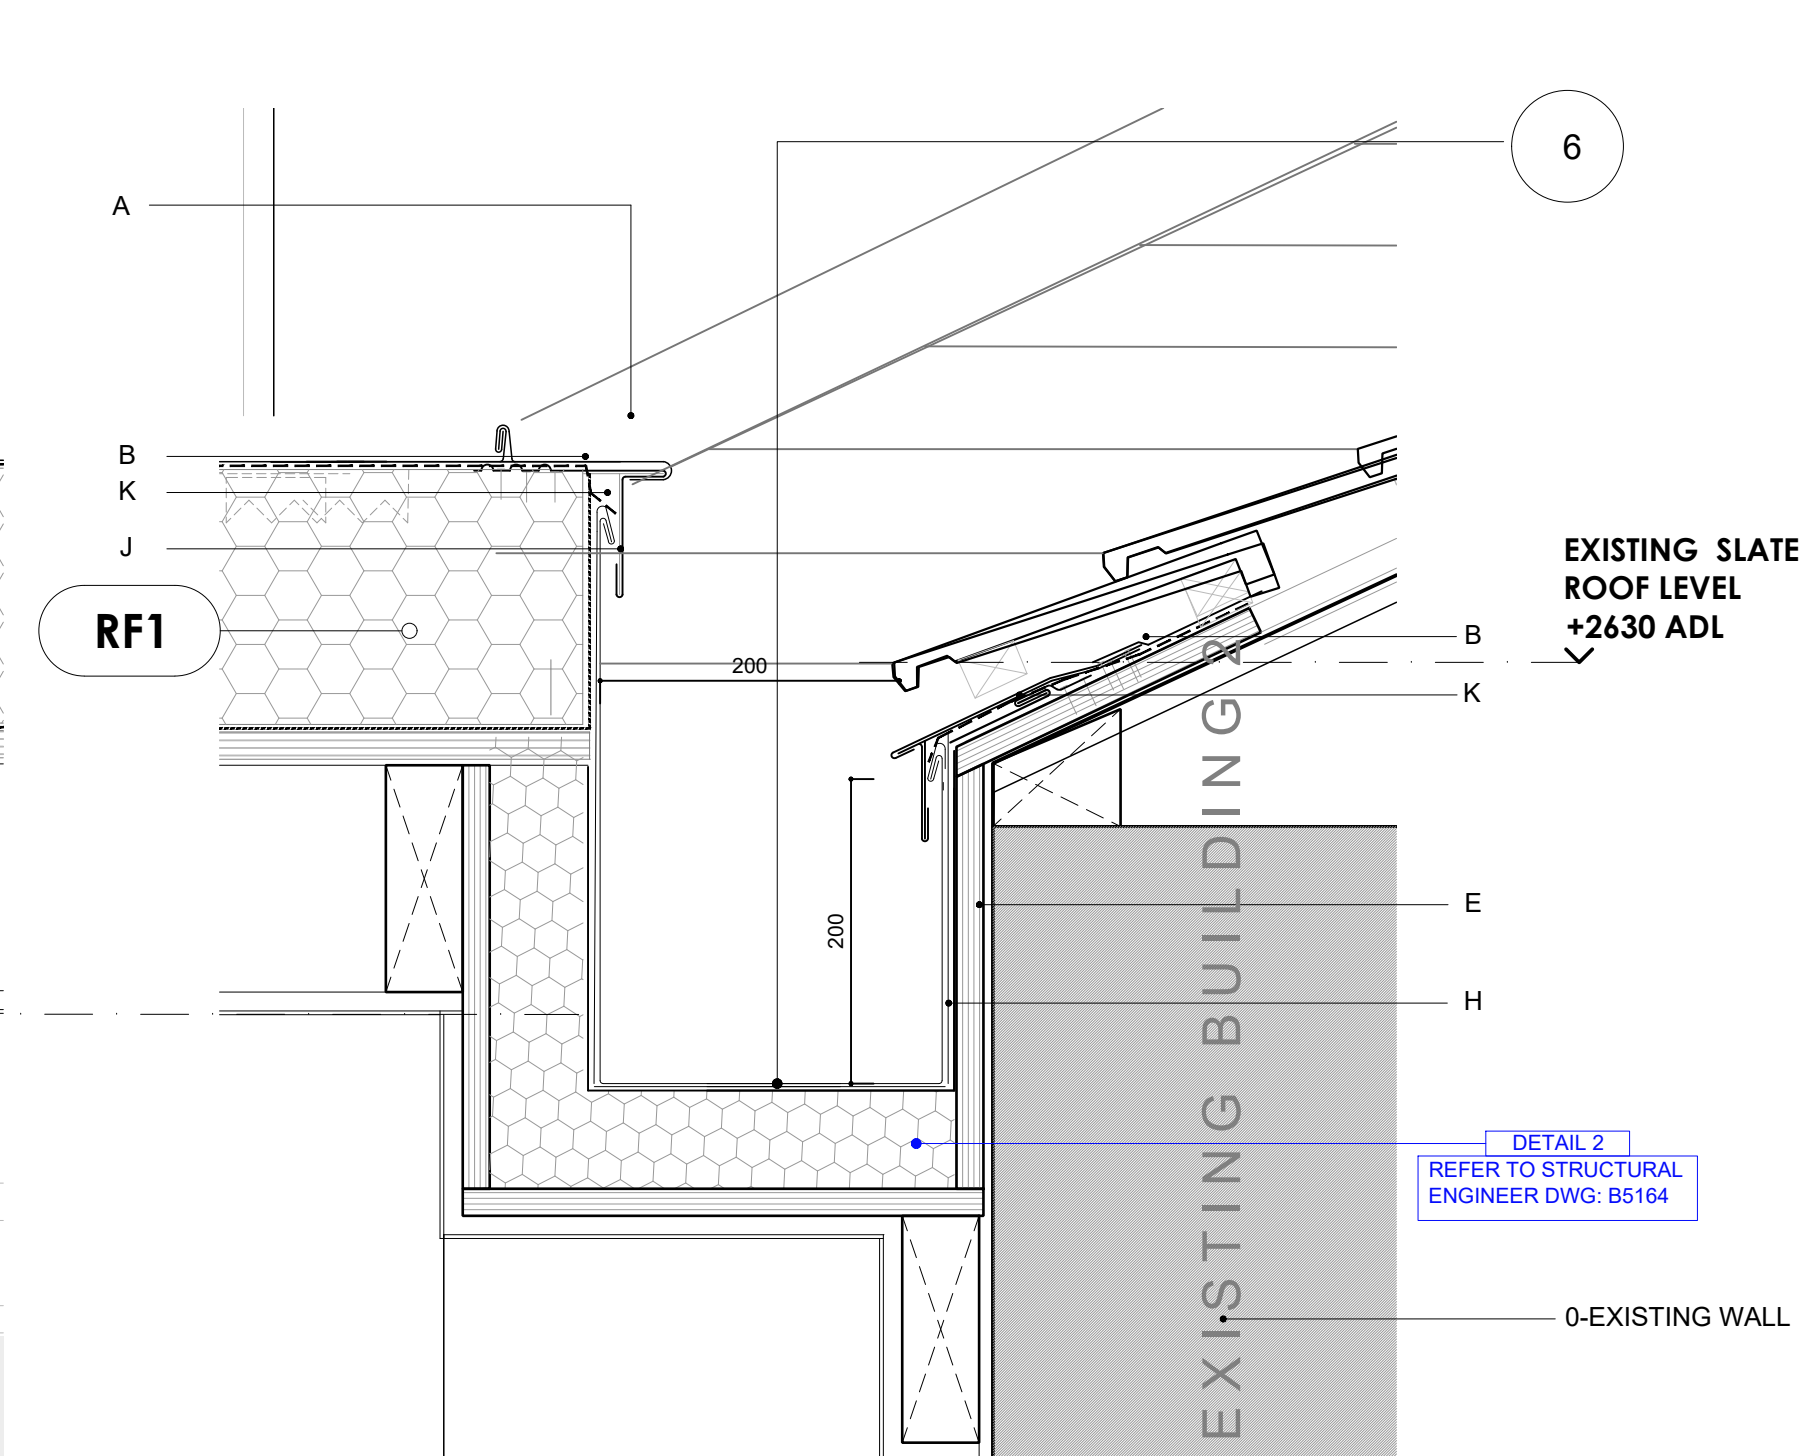 6
A
B
K
J
RF1
200
EXISTING SLATE
ROOF LEVEL
+2630 ADL
B
K
200
E
H
EXISTING BUILDING 2
DETAIL 2
REFER TO STRUCTURAL
ENGINEER DWG: B5164
0-EXISTING WALL